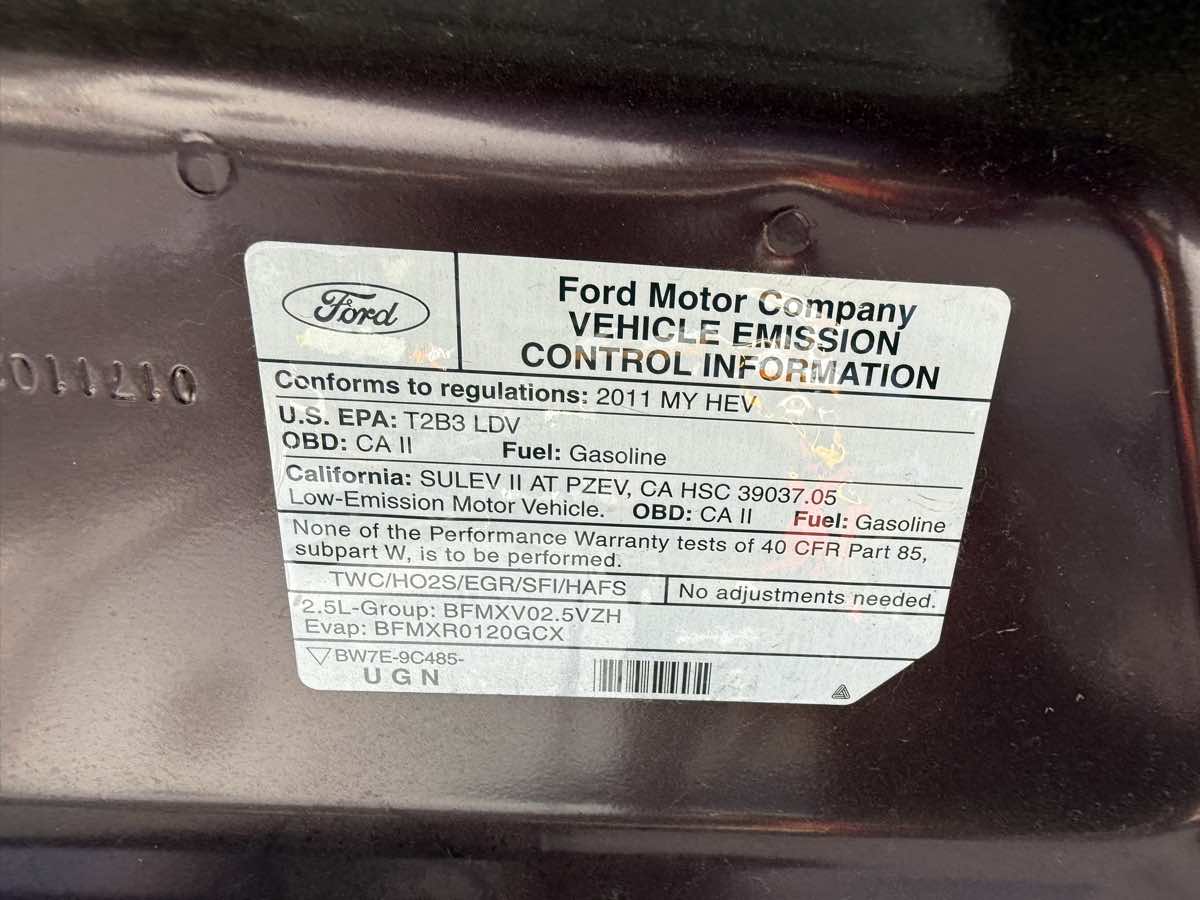 Ford
Ford Motor Company
VEHICLE EMISSION
CONTROL INFORMATION
Conforms to regulations: 2011 MY HEV
U.S. EPA: T2B3 LDV
OBD: CA II Fuel: Gasoline
California: SULEV II AT PZEV, CA HSC 39037.05
Low-Emission Motor Vehicle. OBD: CA II Fuel: Gasoline
None of the Performance Warranty tests of 40 CFR Part 85,
subpart W, is to be performed.
TWC/HO2S/EGR/SFI/HAFS No adjustments needed.
2.5L-Group: BFMXV02.5VZH
Evap: BFMXR0120GCX
BW7E-9C485-
U G N